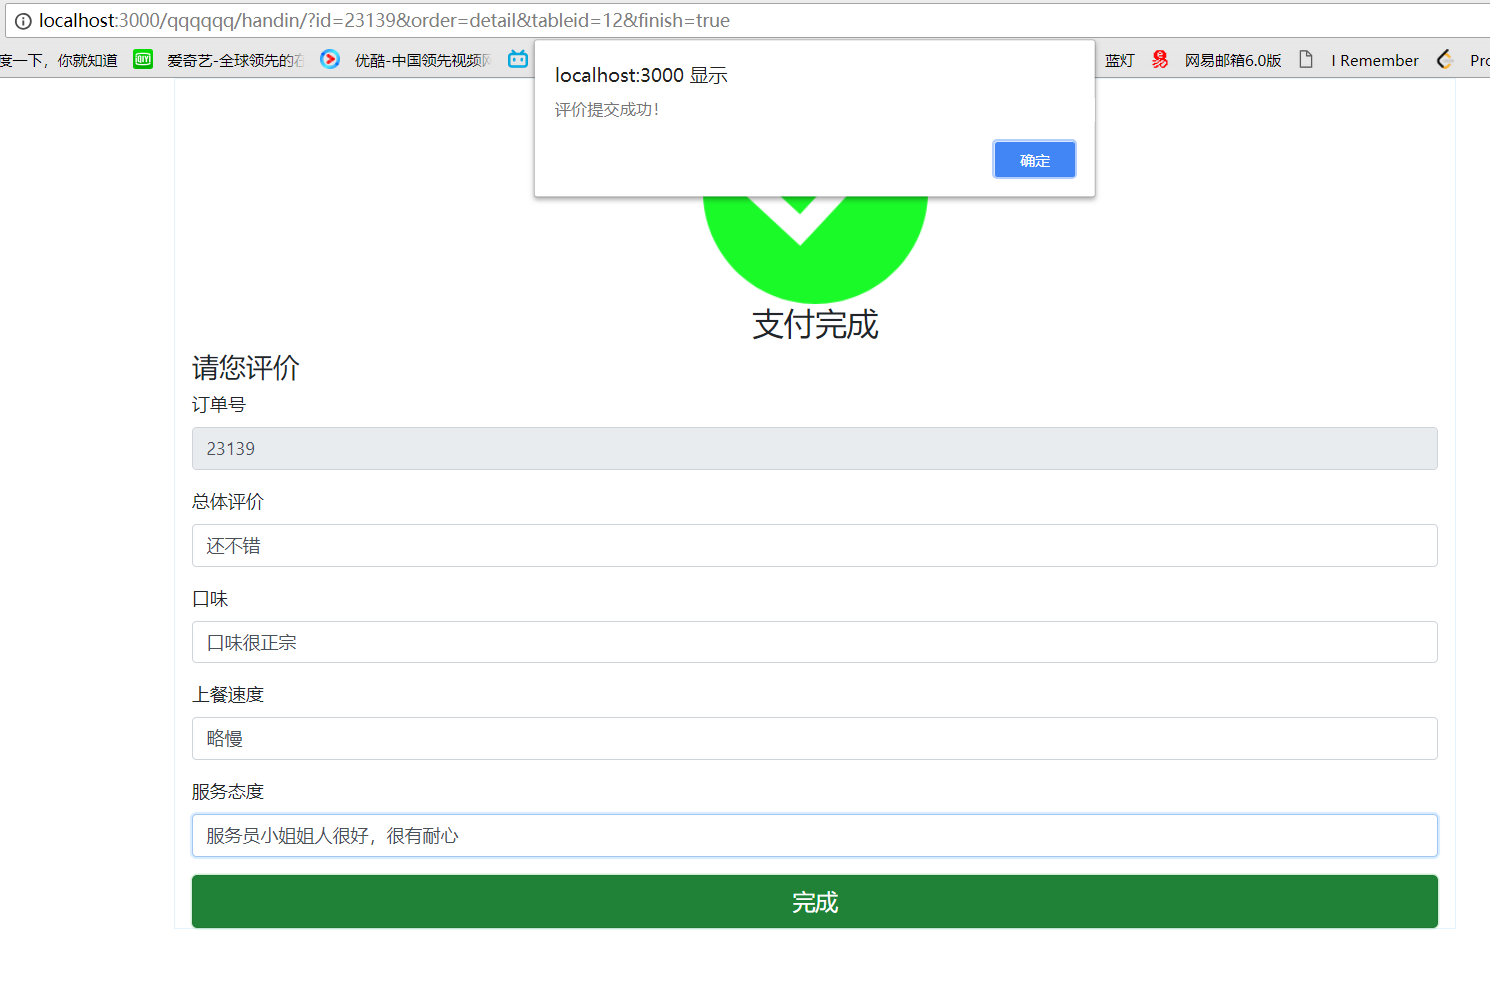 localhost:3000/qqqqqq/handin/?id=23139&order=detail&tableid=12&finish=true
度一下，你就知道 iQIYI 爱奇艺-全球领先的在 优酷-中国领先视频网 蓝灯 网易邮箱6.0版 I Remember Pro
localhost:3000 显示
评价提交成功！
确定
支付完成
请您评价
订单号
23139
总体评价
还不错
口味
口味很正宗
上餐速度
略慢
服务态度
服务员小姐姐人很好，很有耐心
完成